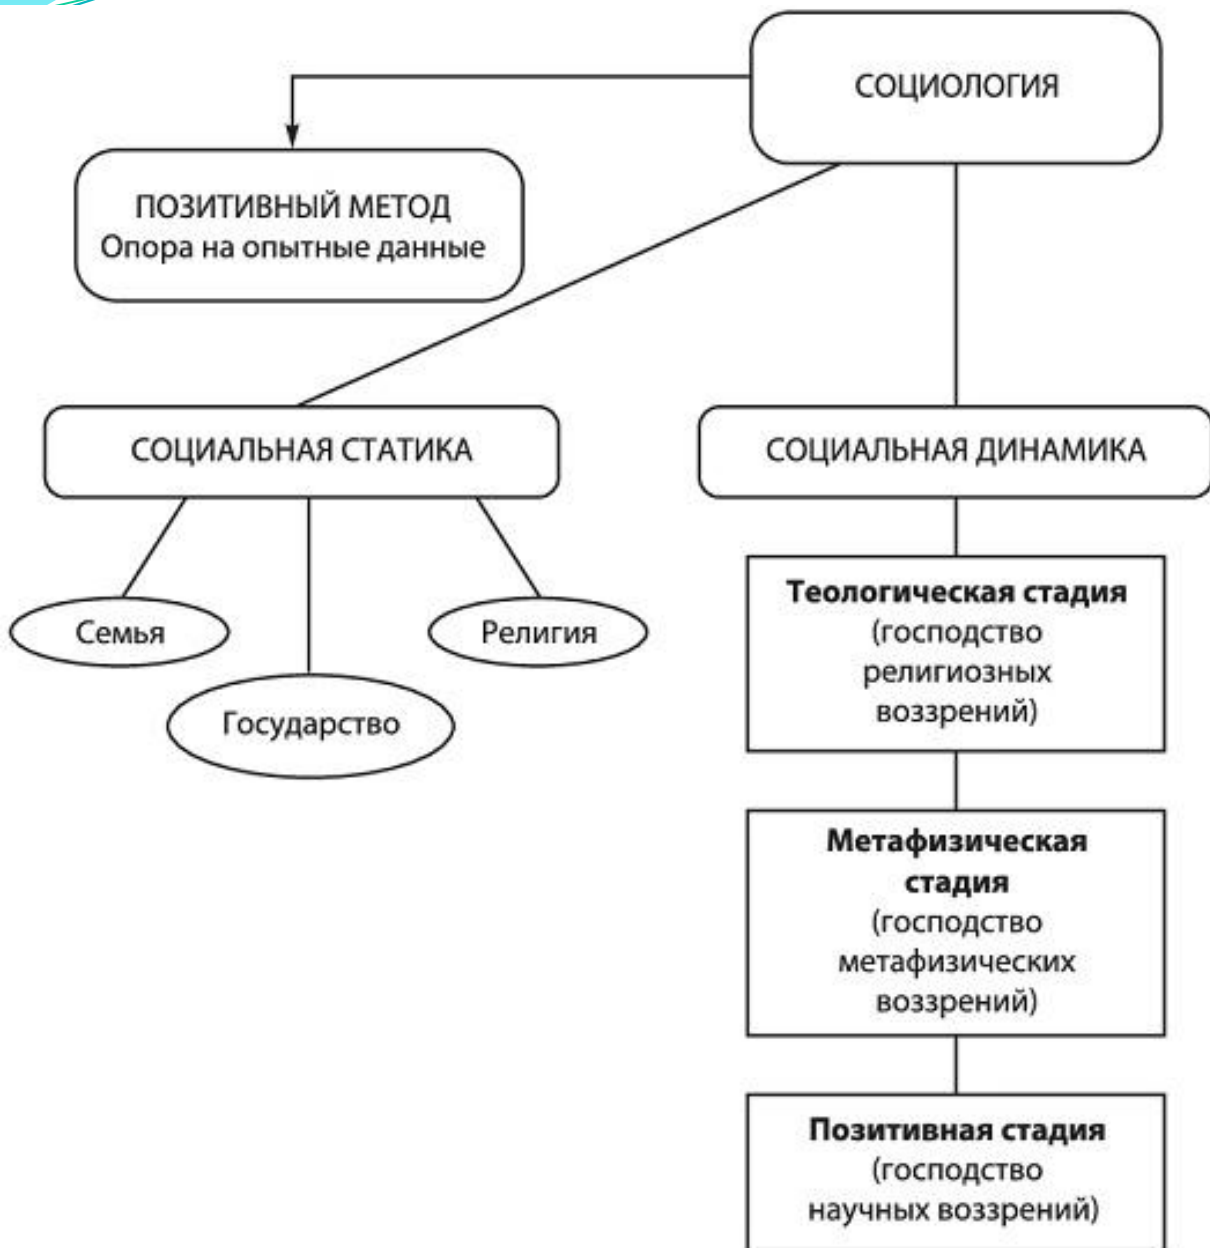 СОЦИОЛОГИЯ
ПОЗИТИВНЫЙ МЕТОД
Опора на опытные данные
СОЦИАЛЬНАЯ СТАТИКА
Семья
Государство
Религия
СОЦИАЛЬНАЯ ДИНАМИКА
Теологическая стадия
(господство
религиозных
воззрений)
Метафизическая
стадия
(господство
метафизических
воззрений)
Позитивная стадия
(господство
научных воззрений)